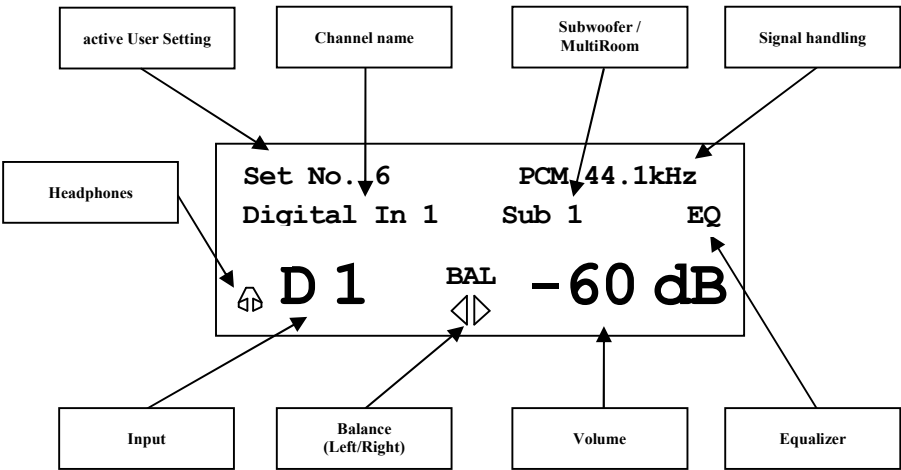 active User Setting
Channel name
Subwoofer /
MultiRoom
Signal handling
Headphones
Set No. 6
PCM 44.1kHz
Digital In 1
Sub 1
EQ
D 1
BAL
-60 dB
Input
Balance
(Left/Right)
Volume
Equalizer